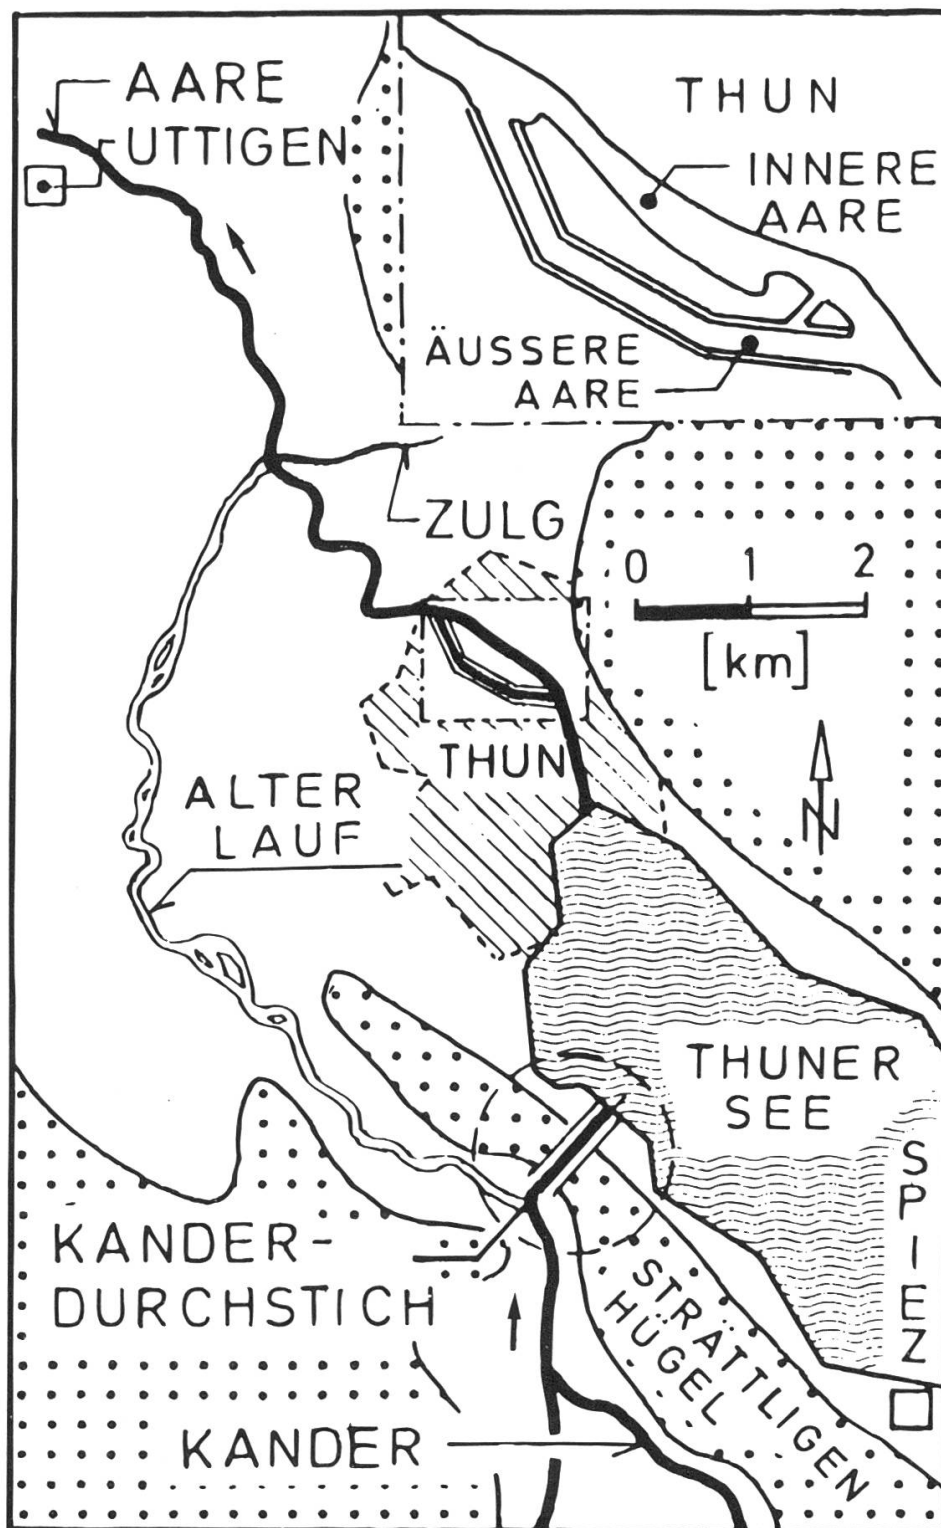 AARE
UTTIGEN
THUN
INNERE
AARE
ÄUSSERE
AARE
ZULG
0 1 2
[km]
THUN
N
ALTER
LAUF
THUNER
SEE
SPIEZ
KANDER-
DURCHSTICH
STRÄTTLIGEN
HÜGEL
KANDER